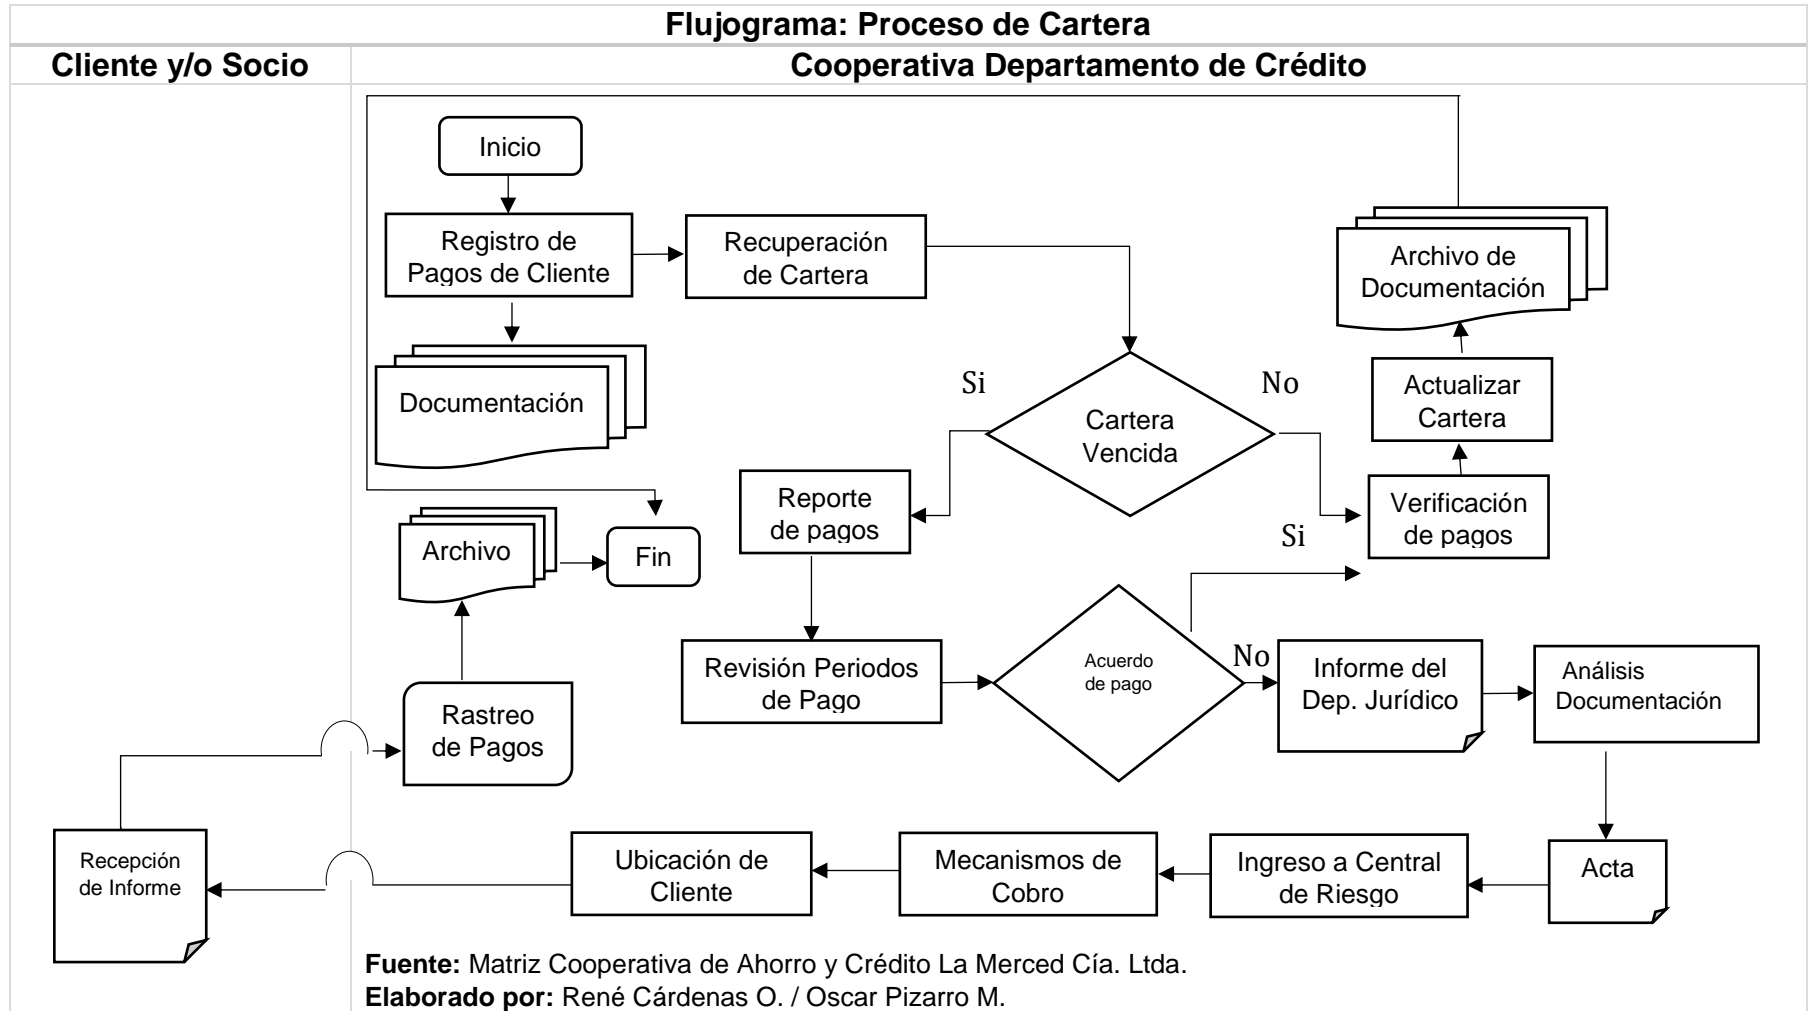 Flujograma: Proceso de Cartera
Cliente y/o Socio
Cooperativa Departamento de Crédito
Inicio
Registro de
Pagos de Cliente
Recuperación
de Cartera
Archivo de
Documentación
Documentación
Si
No
Cartera
Vencida
Actualizar
Cartera
Reporte
de pagos
Verificación
de pagos
Si
Archivo
Fin
Revisión Periodos
de Pago
Acuerdo
de pago
No
Informe del
Dep. Jurídico
Análisis
Documentación
Rastreo
de Pagos
Recepción
de Informe
Ubicación de
Cliente
Mecanismos de
Cobro
Ingreso a Central
de Riesgo
Acta
Fuente: Matriz Cooperativa de Ahorro y Crédito La Merced Cía. Ltda.
Elaborado por: René Cárdenas O. / Oscar Pizarro M.